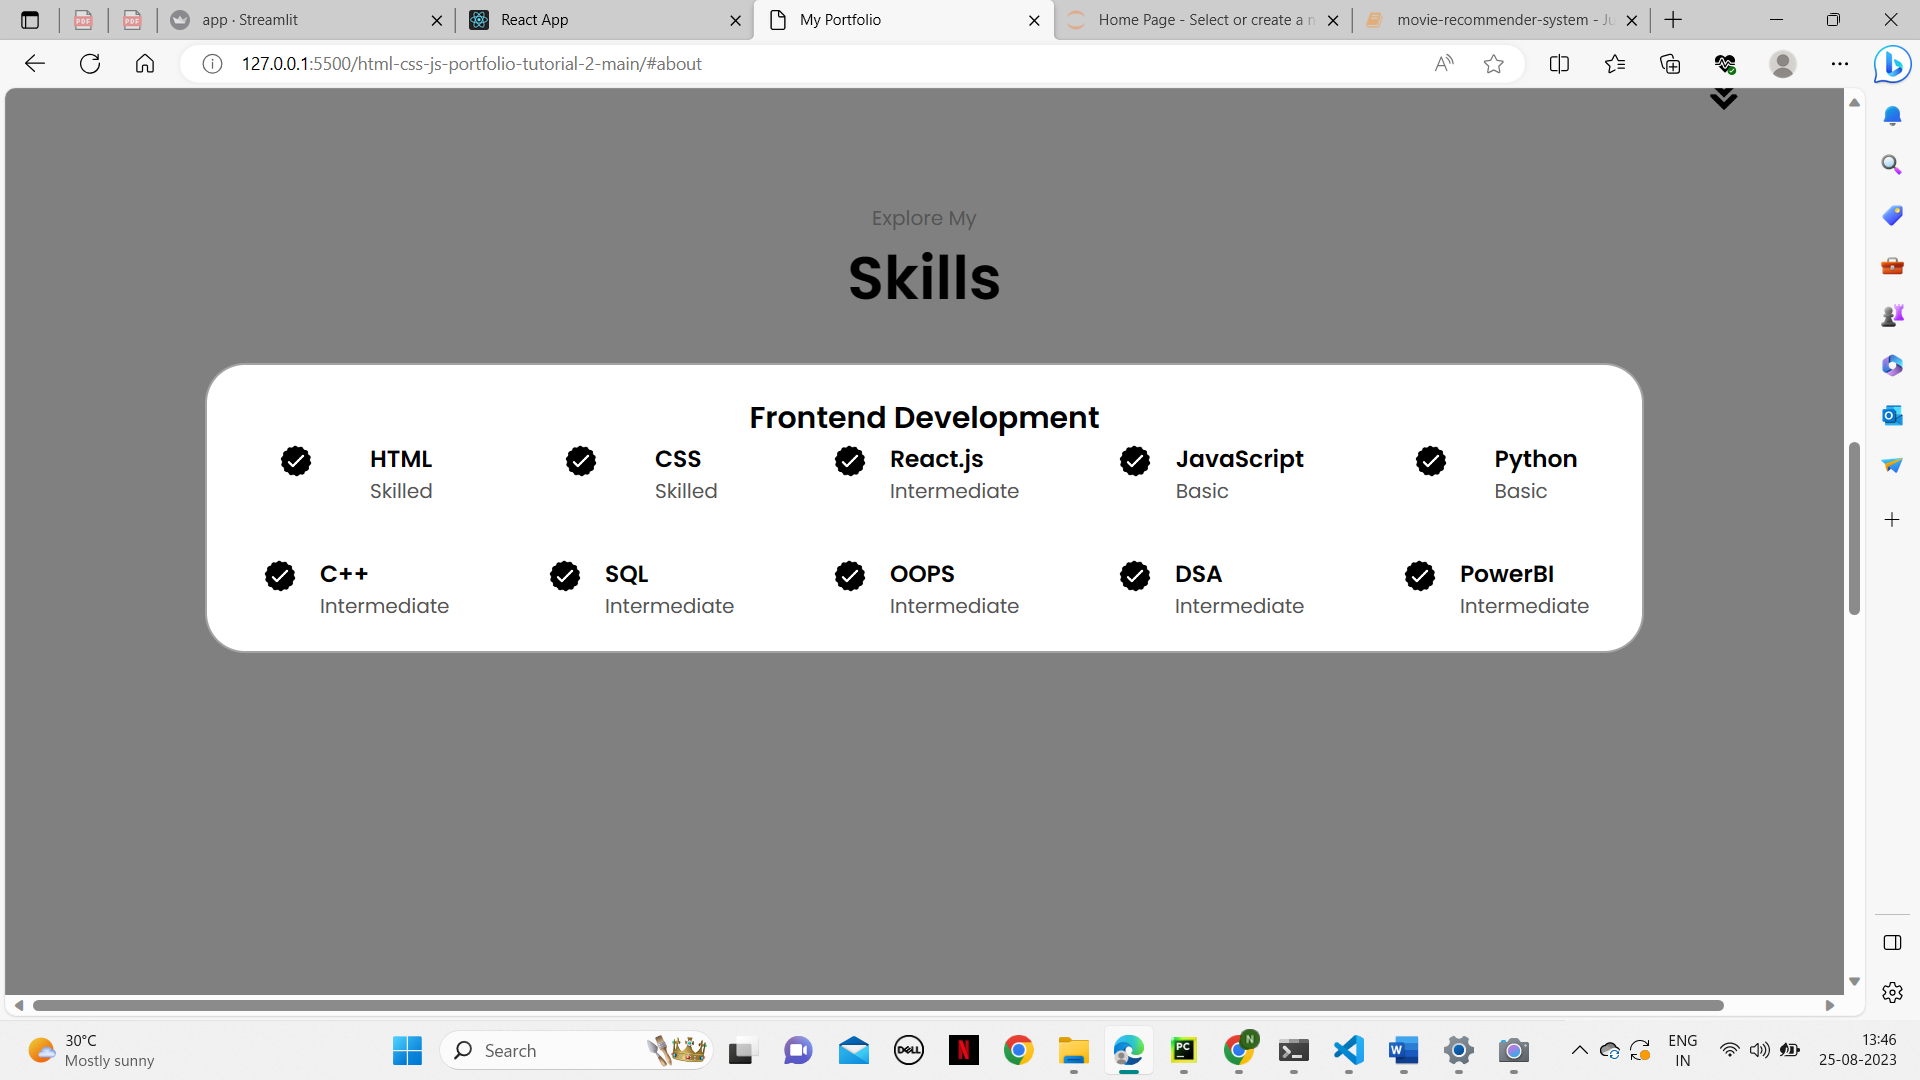 app · Streamlit
React App
My Portfolio
Home Page - Select or create a n
movie-recommender-system - Ju
127.0.0.1:5500/html-css-js-portfolio-tutorial-2-main/#about
Explore My
Skills
Frontend Development
HTML
Skilled
CSS
Skilled
React.js
Intermediate
JavaScript
Basic
Python
Basic
C++
Intermediate
SQL
Intermediate
OOPS
Intermediate
DSA
Intermediate
PowerBI
Intermediate
30°C
Mostly sunny
Search
DELL
N
PC
N
W
ENG
IN
13:46
25-08-2023